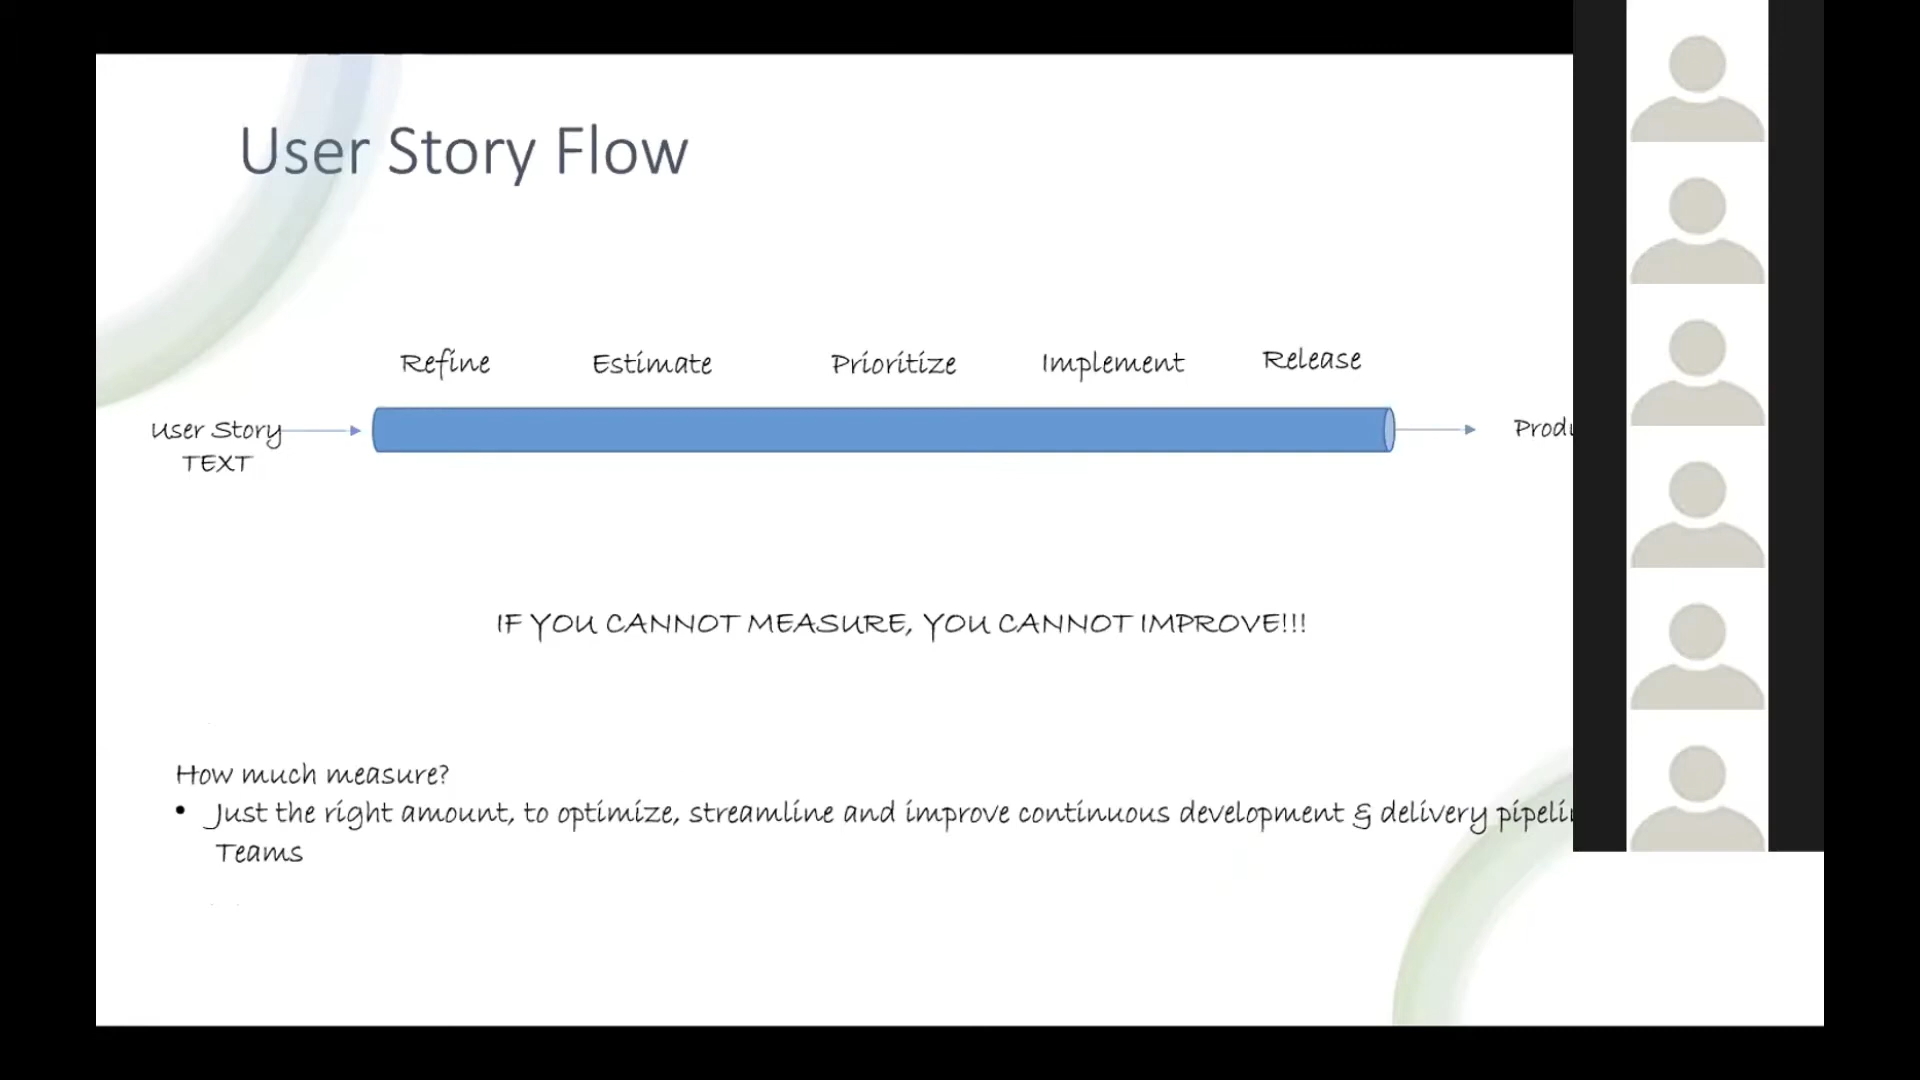 User Story Flow
Refine Estimate Prioritize Implement Release
User Story
TEXT
IF YOU CANNOT MEASURE, YOU CANNOT IMPROVE!!!
How much measure?
• Just the right amount, to optimize, streamline and improve continuous development & delivery
Teams